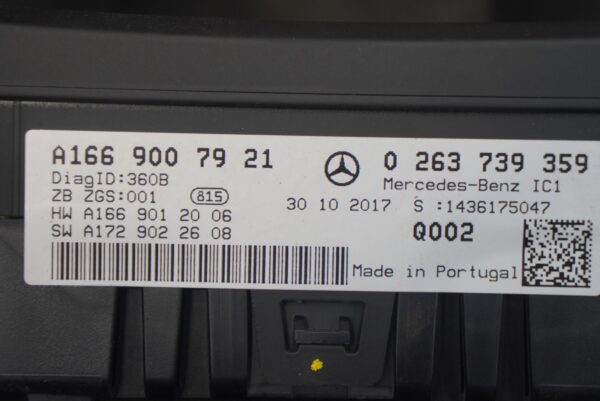 A166 900 79 21 0 263 739 359
DiagID:360B Mercedes-Benz IC1
ZB ZGS:001 815 30 10 2017 S :1436175047
HW A166 901 20 06
SW A172 902 26 08 Q002
Made in Portugal